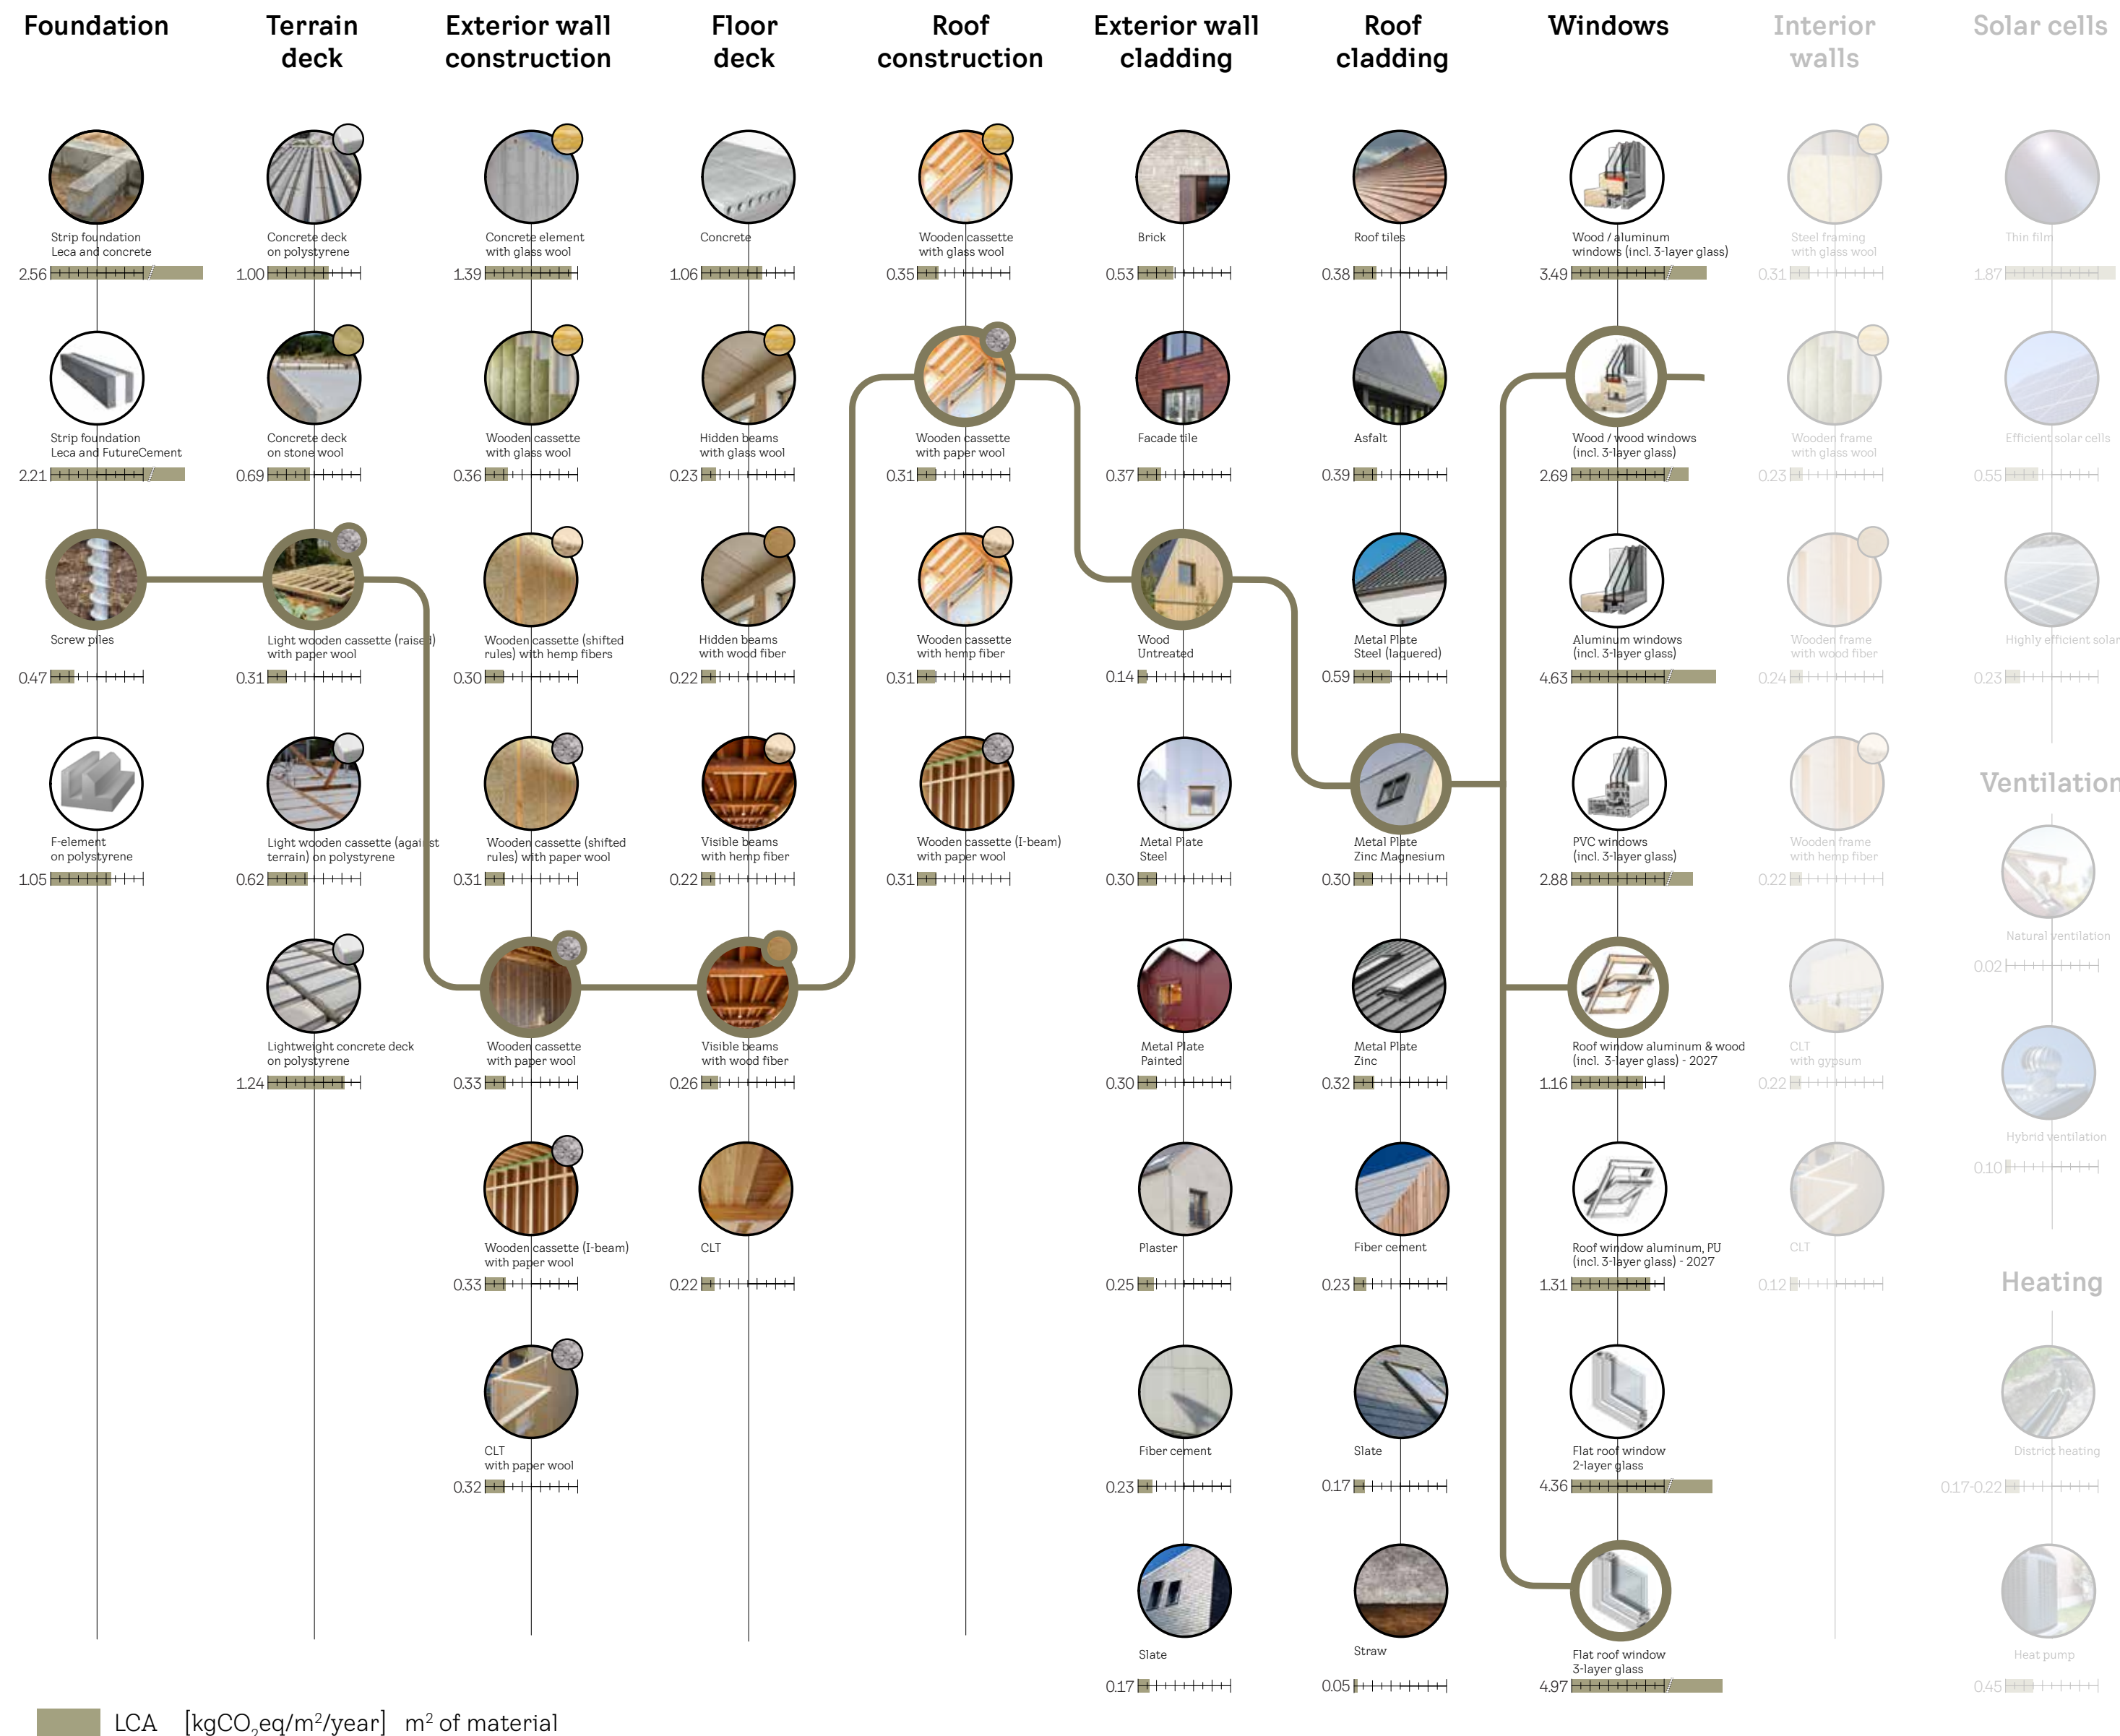 Foundation
Terrain
deck
Exterior wall
construction
Floor
deck
Roof
construction
Exterior wall
cladding
Roof
cladding
Windows
Interior
walls
Solar cells
Strip foundation
Leca and concrete
2.56
Strip foundation
Leca and FutureCement
2.21
Screw piles
0.47
F-element
on polystyrene
1.05
Concrete deck
on polystyrene
1.00
Concrete deck
on stone wool
0.69
Light wooden cassette (raised)
with paper wool
0.31
Light wooden cassette (against
terrain) on polystyrene
0.62
Lightweight concrete deck
on polystyrene
1.24
Concrete element
with glass wool
1.39
Wooden cassette
with glass wool
0.36
Wooden cassette (shifted
rules) with hemp fibers
0.30
Wooden cassette (shifted
rules) with paper wool
0.31
Wooden cassette
with paper wool
0.33
Wooden cassette (I-beam)
with paper wool
0.33
CLT
with paper wool
0.32
Concrete
1.06
Hidden beams
with glass wool
0.23
Hidden beams
with wood fiber
0.22
Visible beams
with hemp fiber
0.22
Visible beams
with wood fiber
0.26
CLT
0.22
Wooden cassette
with glass wool
0.35
Wooden cassette
with paper wool
0.31
Wooden cassette
with hemp fiber
0.31
Wooden cassette (I-beam)
with paper wool
0.31
Brick
0.53
Facade tile
0.37
Wood
Untreated
0.14
Metal Plate
Steel
0.30
Metal Plate
Painted
0.30
Plaster
0.25
Fiber cement
0.23
Slate
0.17
Roof tiles
0.38
Asfalt
0.39
Metal Plate
Steel (laquered)
0.59
Metal Plate
Zinc Magnesium
0.30
Metal Plate
Zinc
0.32
Fiber cement
0.23
Slate
0.17
Straw
0.05
Wood / aluminum
windows (incl. 3-layer glass)
3.49
Wood / wood windows
(incl. 3-layer glass)
2.69
Aluminum windows
(incl. 3-layer glass)
4.63
PVC windows
(incl. 3-layer glass)
2.88
Roof window aluminum & wood
(incl. 3-layer glass) - 2027
1.16
Roof window aluminum, PU
(incl. 3-layer glass) - 2027
1.31
Flat roof window
2-layer glass
4.36
Flat roof window
3-layer glass
4.97
Steel framing
with glass wool
0.31
Wooden frame
with glass wool
0.23
Wooden frame
with wood fiber
0.24
Wooden frame
with hemp fiber
0.22
CLT
with gypsum
0.22
CLT
0.12
Thin film
1.87
Efficient solar cells
0.55
Highly efficient solar
0.23
Ventilation
Natural ventilation
0.02
Hybrid ventilation
0.10
Heating
District heating
0.17-0.22
Heat pump
0.45
LCA [kgCO2eq/m²/year] m² of material